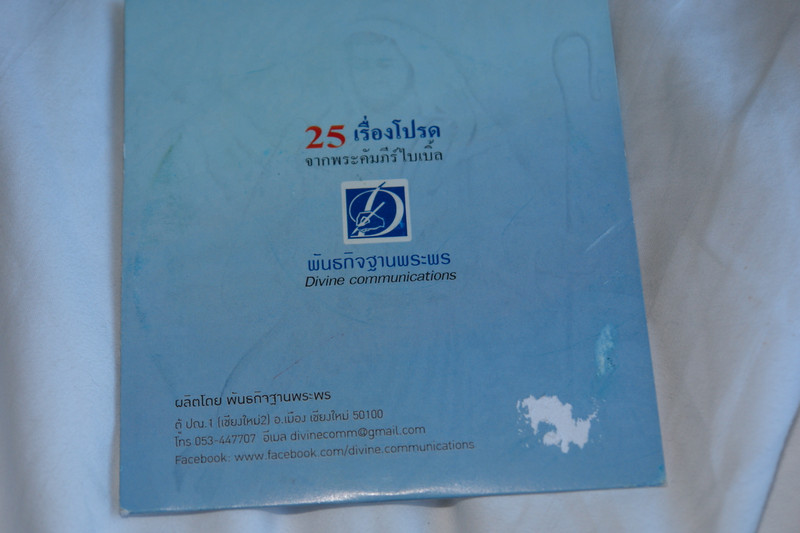 25 เรื่องโปรด
จากพระคัมภีร์ไบเบิ้ล
D
พันธกิจฐานพระพร
Divine communications
ผลิตโดย พันธกิจฐานพระพร
ตู้ ปณ.1 (เชียงใหม่2) อ.เมือง เชียงใหม่ 50100
โทร 053-447707 อีเมล divinecomm@gmail.com
Facebook: www.facebook.com/divine.communications